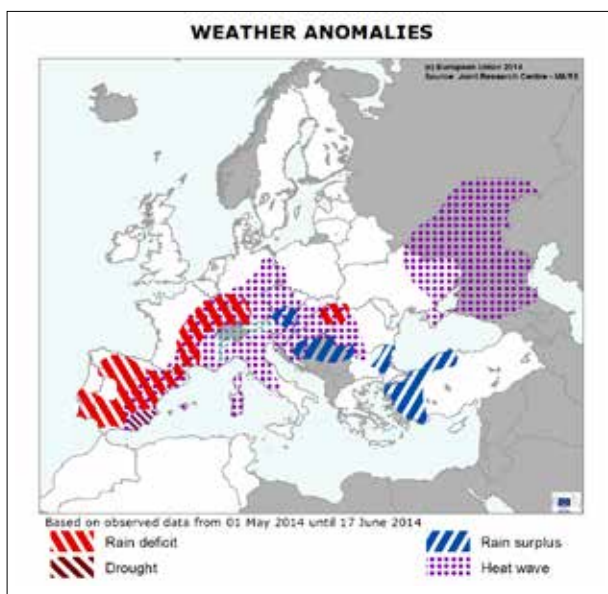 WEATHER ANOMALIES
(c) European Union 2014
Source: Joint Research Centre - MARS
Based on observed data from 01 May 2014 until 17 June 2014
Rain deficit
Rain surplus
Drought
Heat wave